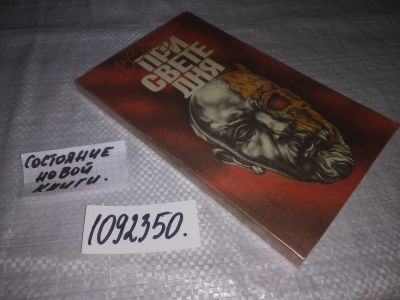 ПРИ
СВЕТЕ
ДНЯ
СОСТОЯНИЕ
НОВОЙ
КНИГИ.
1092350.